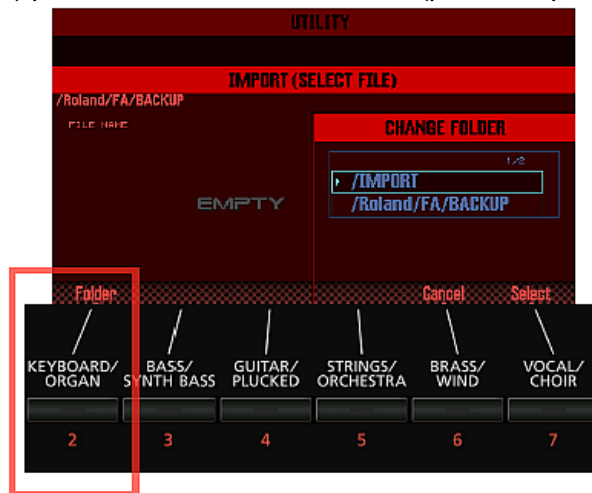 UTILITY
IMPORT (SELECT FILE)
/Roland/FA/BACKUP
FILE NAME
CHANGE FOLDER
1/2
/IMPORT
/Roland/FA/BACKUP
EMPTY
Folder Cancel Select
KEYBOARD/ BASS/ GUITAR/ STRINGS/ BRASS/ VOCAL/
ORGAN SYNTH BASS PLUCKED ORCHESTRA WIND CHOIR
2 3 4 5 6 7